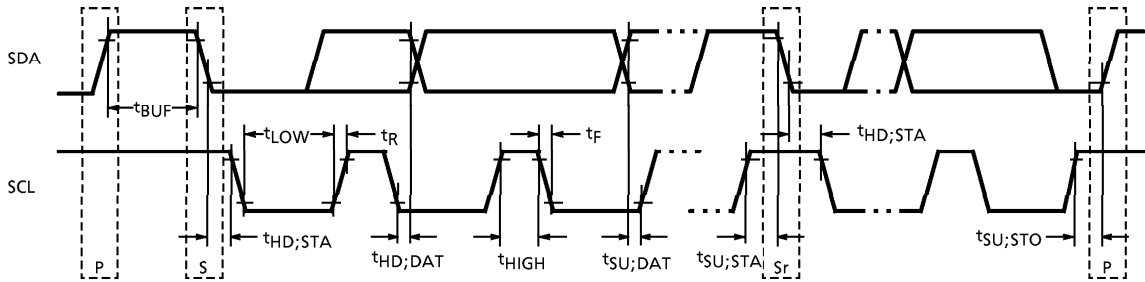 SDA
tBUF
tLOW
tR
tF
tHD;STA
SCL
tHD;STA
tHD;DAT
tHIGH
tSU;DAT
tSU;STA
tSU;STO
P
S
Sr
P